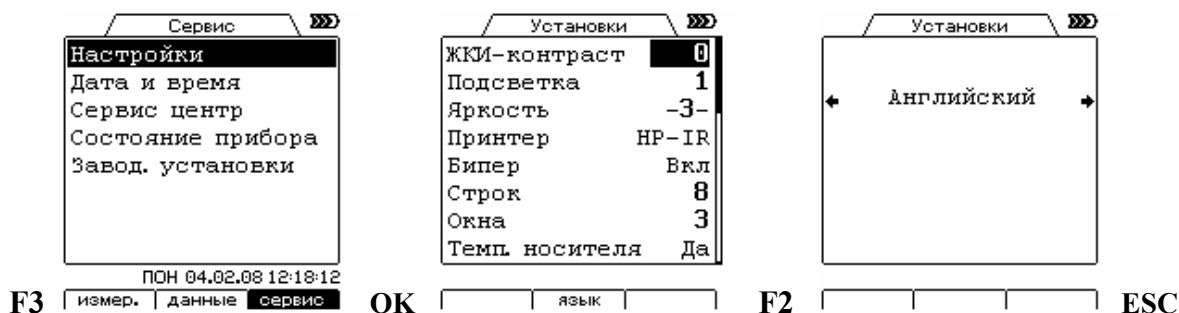 Сервис
Настройки
Дата и время
Сервис центр
Состояние прибора
Завод. установки
ПОН 04.02.08 12:18:12
F3 измер. данные сервис
Установки
ЖКИ-контраст 0
Подсветка 1
Яркость -3-
Принтер HP-IR
Бипер Вкл
Строк 8
Окна 3
Темп. носителя Да
OK язык
Установки
Английский
F2 ESC